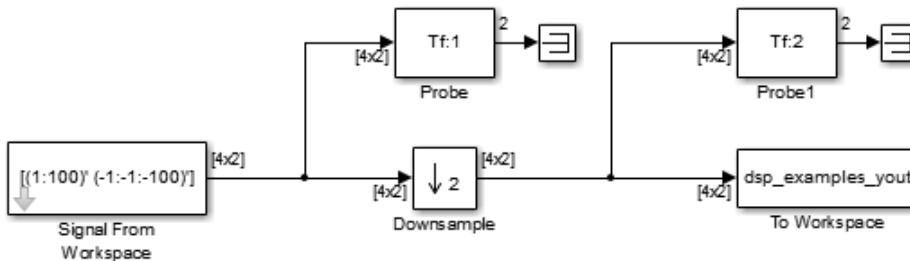 Tf:1
2
[4x2]
Probe
Tf:2
2
[4x2]
Probe1
[(1:100)' (-1:-1:-100)']
[4x2]
Signal From
Workspace
[4x2]
↓ 2
[4x2]
Downsample
[4x2]
dsp_examples_yout
To Workspace